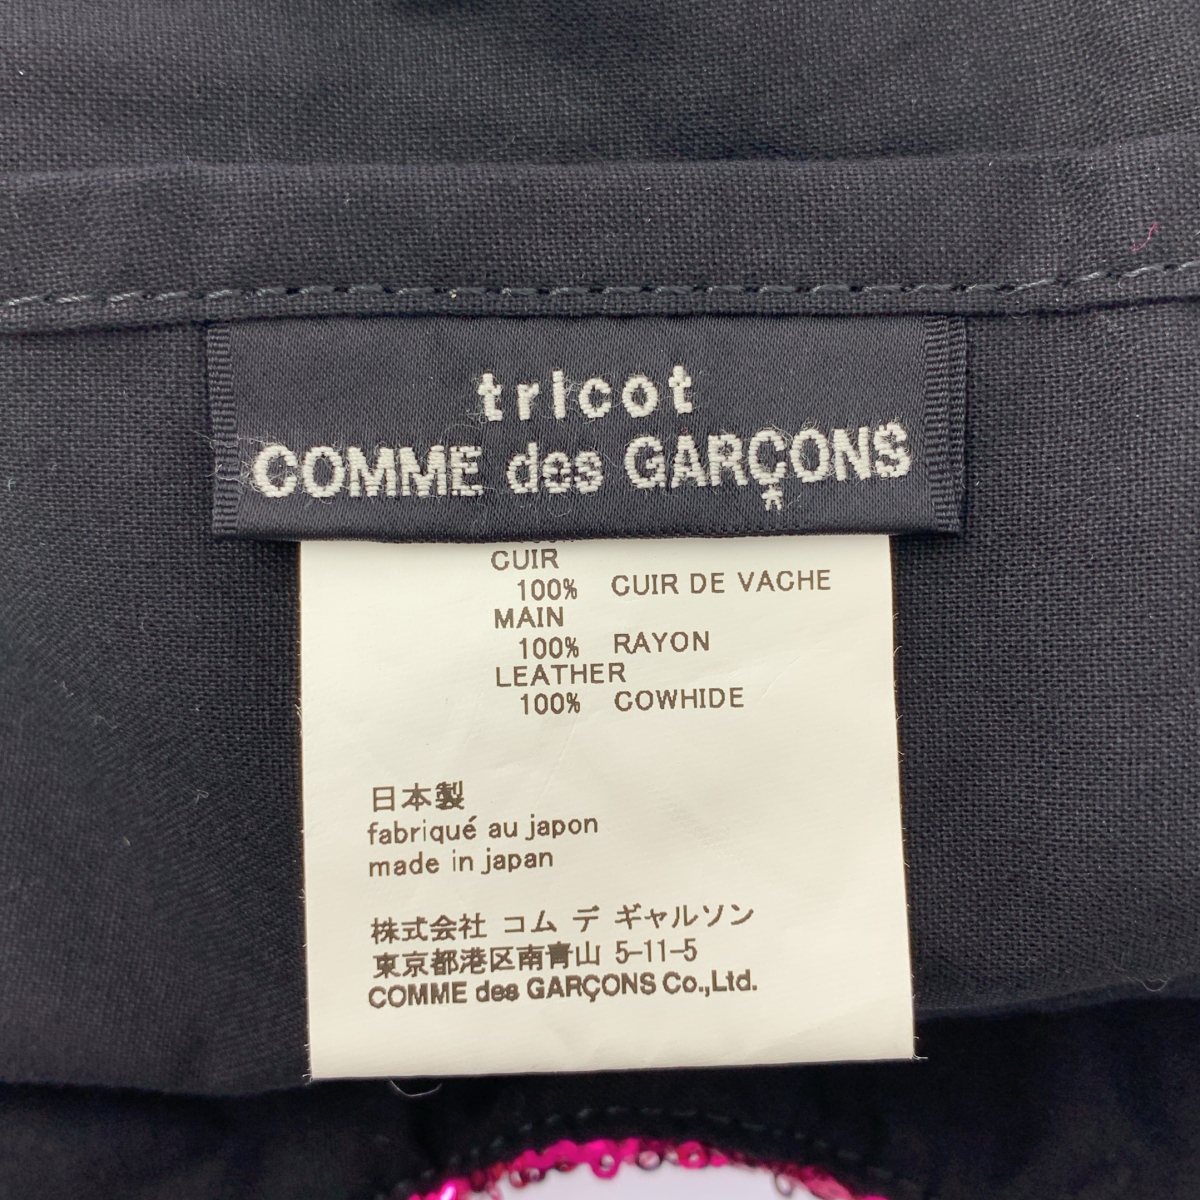 tricot
COMME des GARÇONS
CUIR
100% CUIR DE VACHE
MAIN
100% RAYON
LEATHER
100% COWHIDE
日本製
fabriqué au japon
made in japan
株式会社 コム デ ギャルソン
東京都港区南青山 5-11-5
COMME des GARÇONS Co.,Ltd.